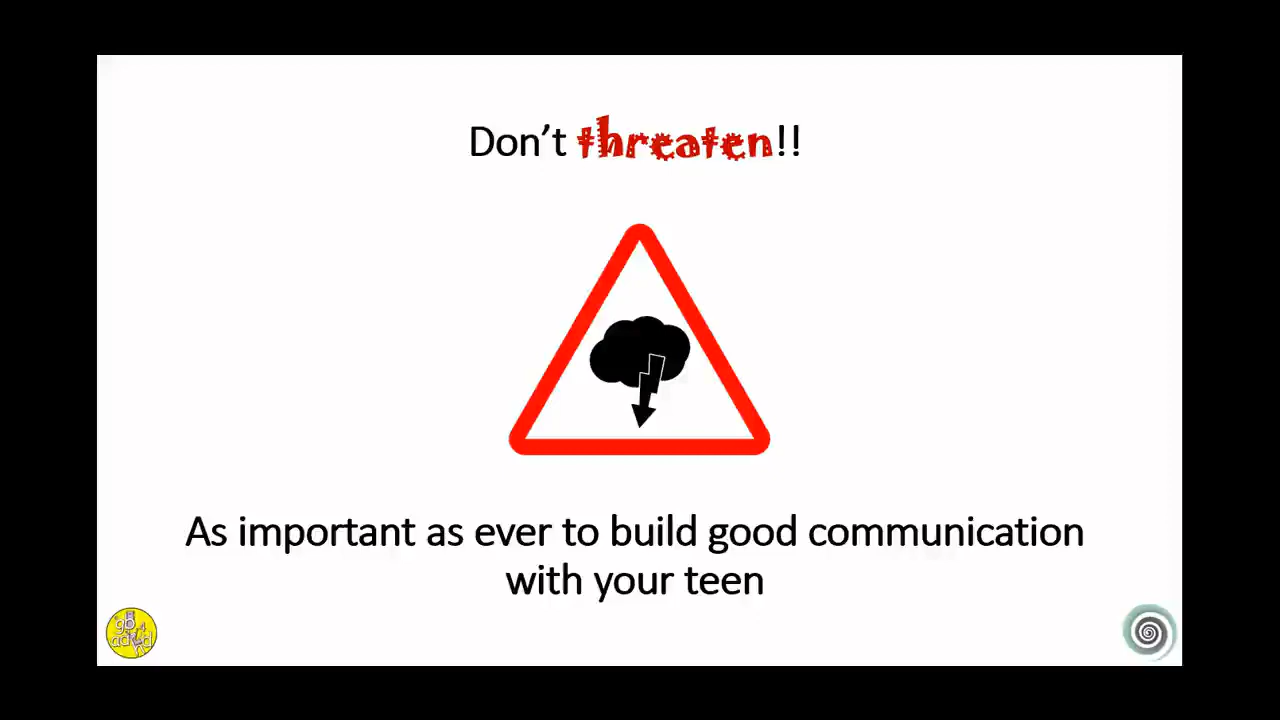 Don’t threaten!!
As important as ever to build good communication
with your teen